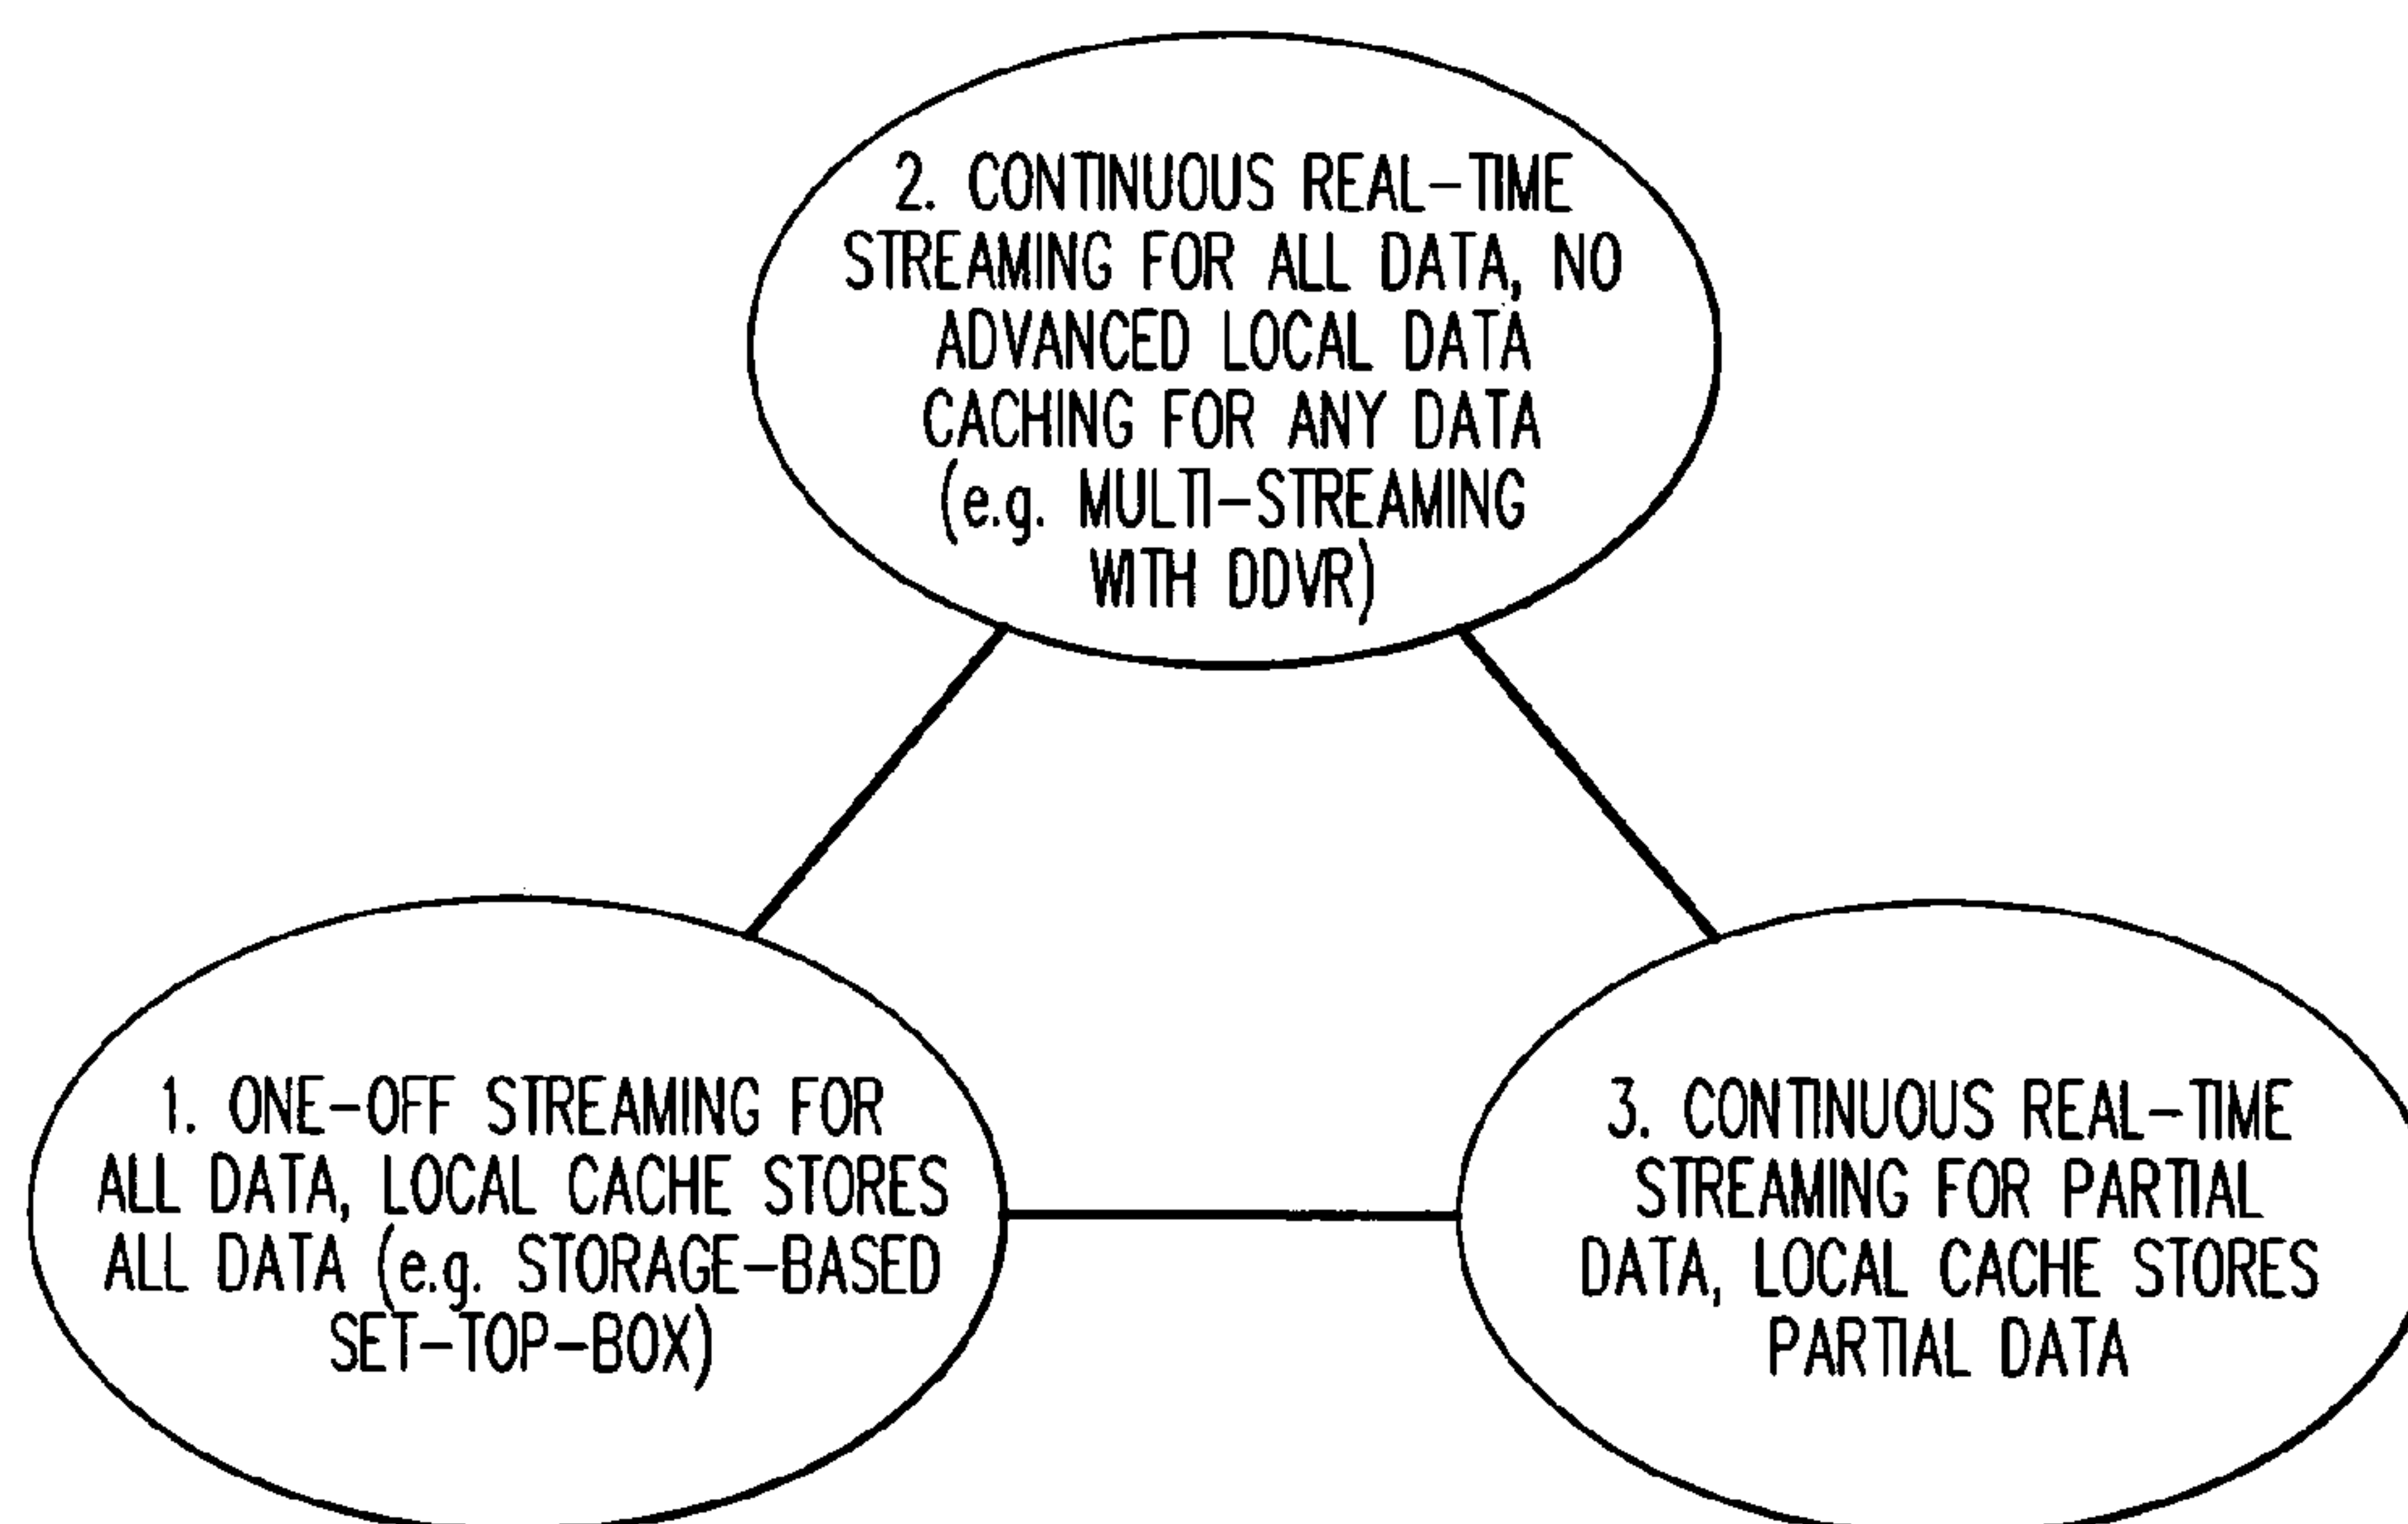 2. CONTINUOUS REAL-TIME
STREAMING FOR ALL DATA, NO
ADVANCED LOCAL DATA
CACHING FOR ANY DATA
(e.g. MULTI-STREAMING
WITH DDVR)
1. ONE-OFF STREAMING FOR
ALL DATA, LOCAL CACHE STORES
ALL DATA (e.g. STORAGE-BASED
SET-TOP-BOX)
3. CONTINUOUS REAL-TIME
STREAMING FOR PARTIAL
DATA, LOCAL CACHE STORES
PARTIAL DATA